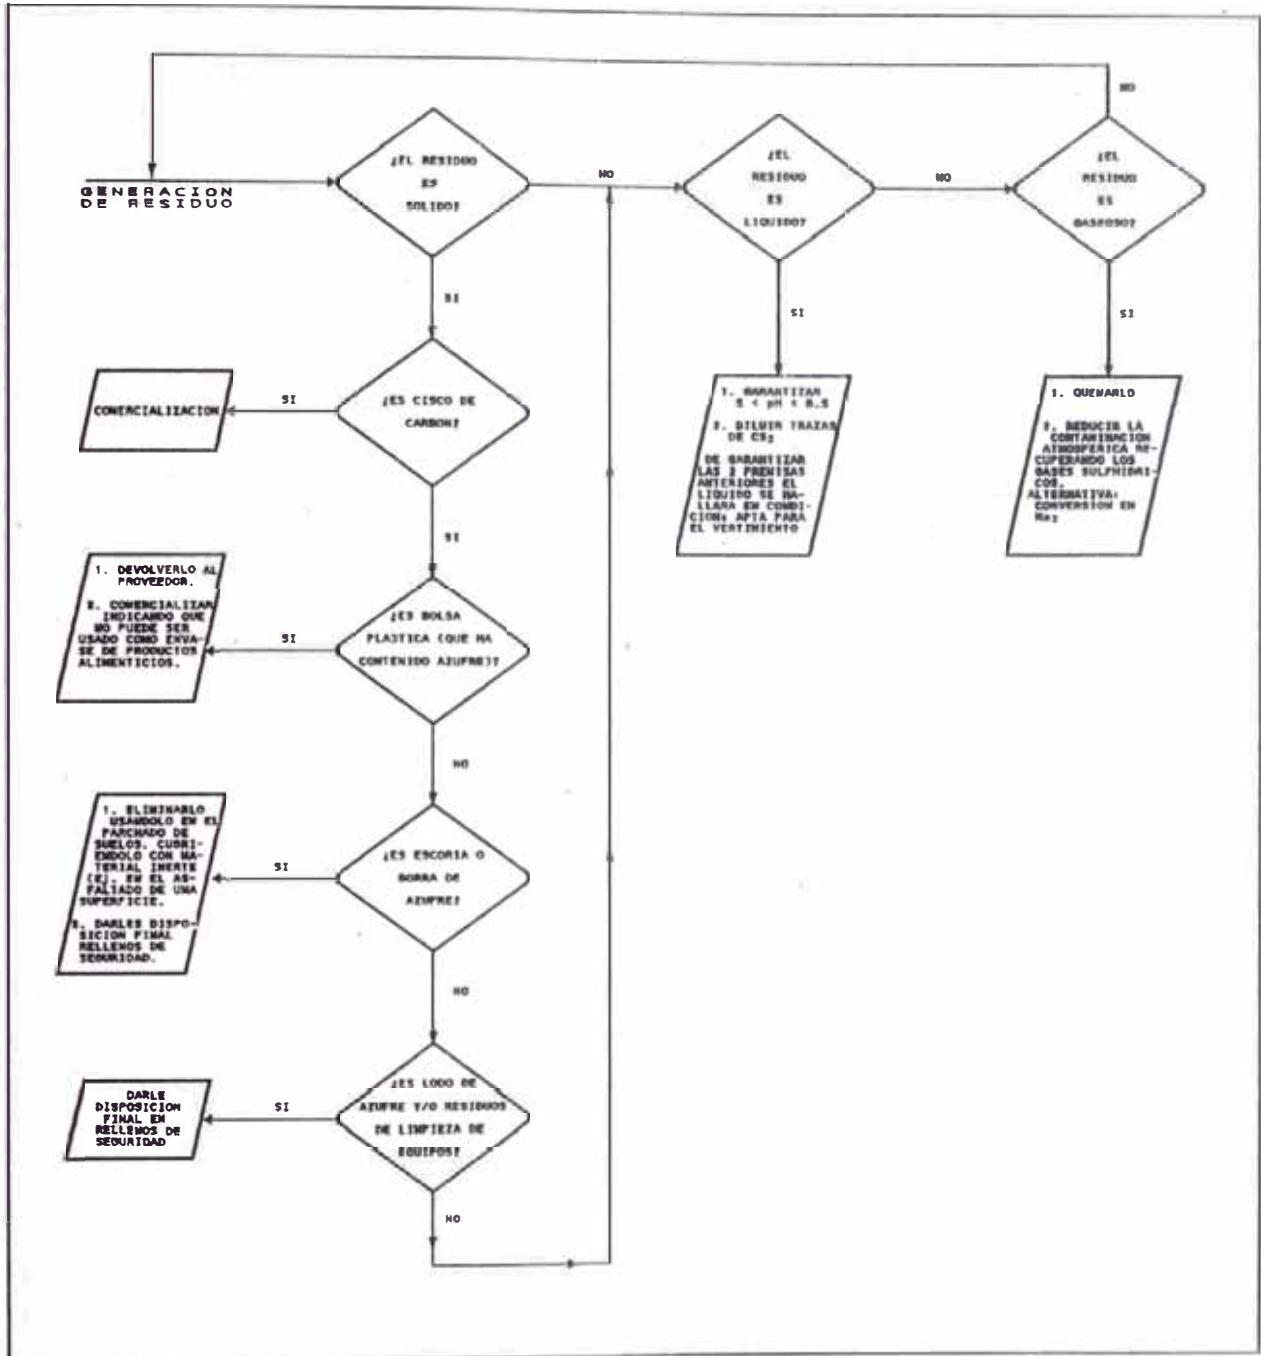 NO
GENERACION
DE RESIDUO
¿EL RESIDUO
ES
SOLIDO?
NO
¿EL
RESIDUO
ES
LIQUIDO?
NO
¿EL
RESIDUO
ES
GASEOSO?
SI
SI
SI
¿ES CISCO DE
CARBON?
SI
COMERCIALIZACION
1. GARANTIZAR
5 < pH < 8.5
2. DILUIR TRAZAS
DE CS₂
DE GARANTIZAR
LAS 2 PREMISAS
ANTERIORES EL
LIQUIDO SE HA-
LLARA EN CONDI-
CION: APTA PARA
EL VERTIMIENTO
1. QUEMARLO
2. REDUCIR LA
CONTAMINACION
ATMOSFERICA RE-
CUPERANDO LOS
GASES SULPHIDRI-
COS.
ALTERNATIVA:
CONVERSION EN
SI
¿ES BOLSA
PLASTICA (QUE HA
CONTENIDO AZUFRE)?
SI
1. DEVOLVERLO AL
PROVEEDOR.
2. COMERCIALIZAR
INDICANDO QUE
NO PUEDE SER
USADO COMO ENVA-
SE DE PRODUCTOS
ALIMENTICIOS.
NO
¿ES ESCORIA O
BORRA DE
AZUFRE?
SI
1. ELIMINARLO
USANDOLO EN EL
PARCHADO DE
SUELOS, CUBRI-
ENDOLO CON MA-
TERIAL INERTE
(EJ. EN EL AS-
FALTADO DE UNA
SUPERFICIE.
2. DARLES DISPO-
SICION FINAL
RELLENOS DE
SEGURIDAD.
NO
¿ES LODO DE
AZUFRE Y/O RESIDUOS
DE LIMPIEZA DE
EQUIPOS?
SI
DARLE
DISPOSICION
FINAL EN
RELLENOS DE
SEGURIDAD
NO